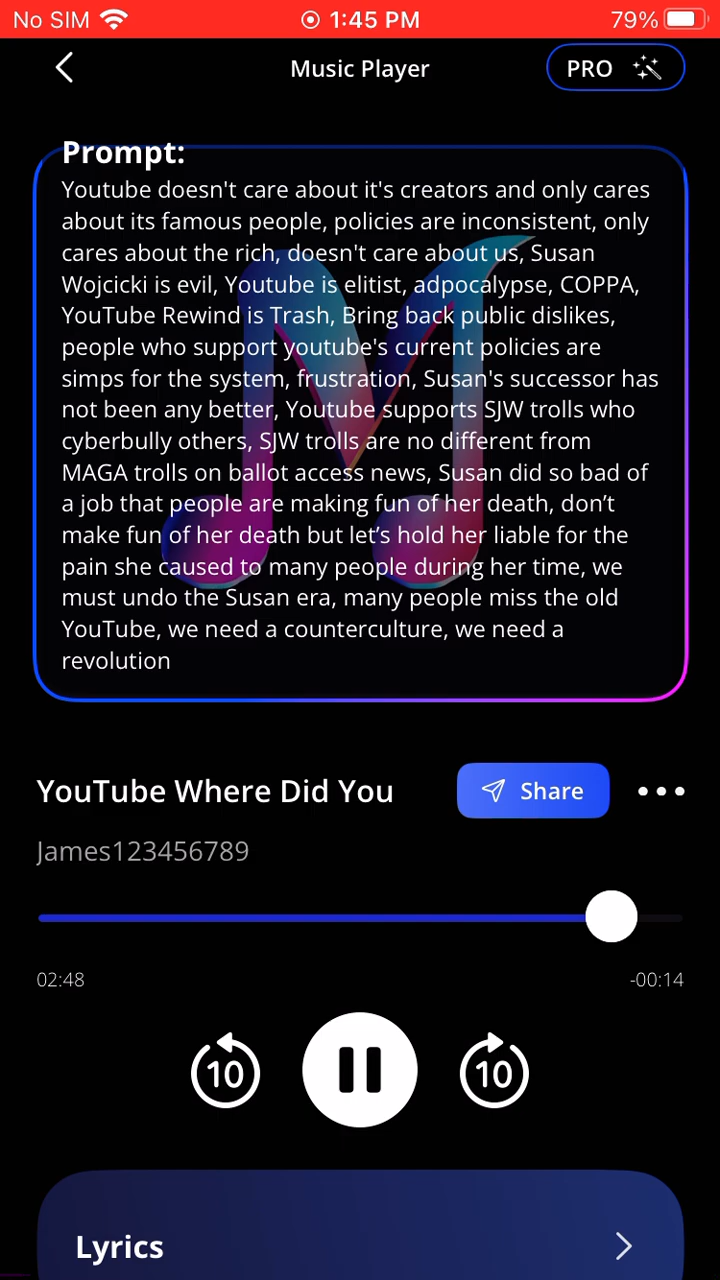 No SIM 1:45 PM 79%
Music Player
PRO
Prompt:
Youtube doesn't care about it's creators and only cares
about its famous people, policies are inconsistent, only
cares about the rich, doesn't care about us, Susan
Wojcicki is evil, Youtube is elitist, adpocalypse, COPPA,
YouTube Rewind is Trash, Bring back public dislikes,
people who support youtube's current policies are
simps for the system, frustration, Susan's successor has
not been any better, Youtube supports SJW trolls who
cyberbully others, SJW trolls are no different from
MAGA trolls on ballot access news, Susan did so bad of
a job that people are making fun of her death, don’t
make fun of her death but let’s hold her liable for the
pain she caused to many people during her time, we
must undo the Susan era, many people miss the old
YouTube, we need a counterculture, we need a
revolution
YouTube Where Did You
Share
James123456789
02:48
-00:14
10
10
Lyrics